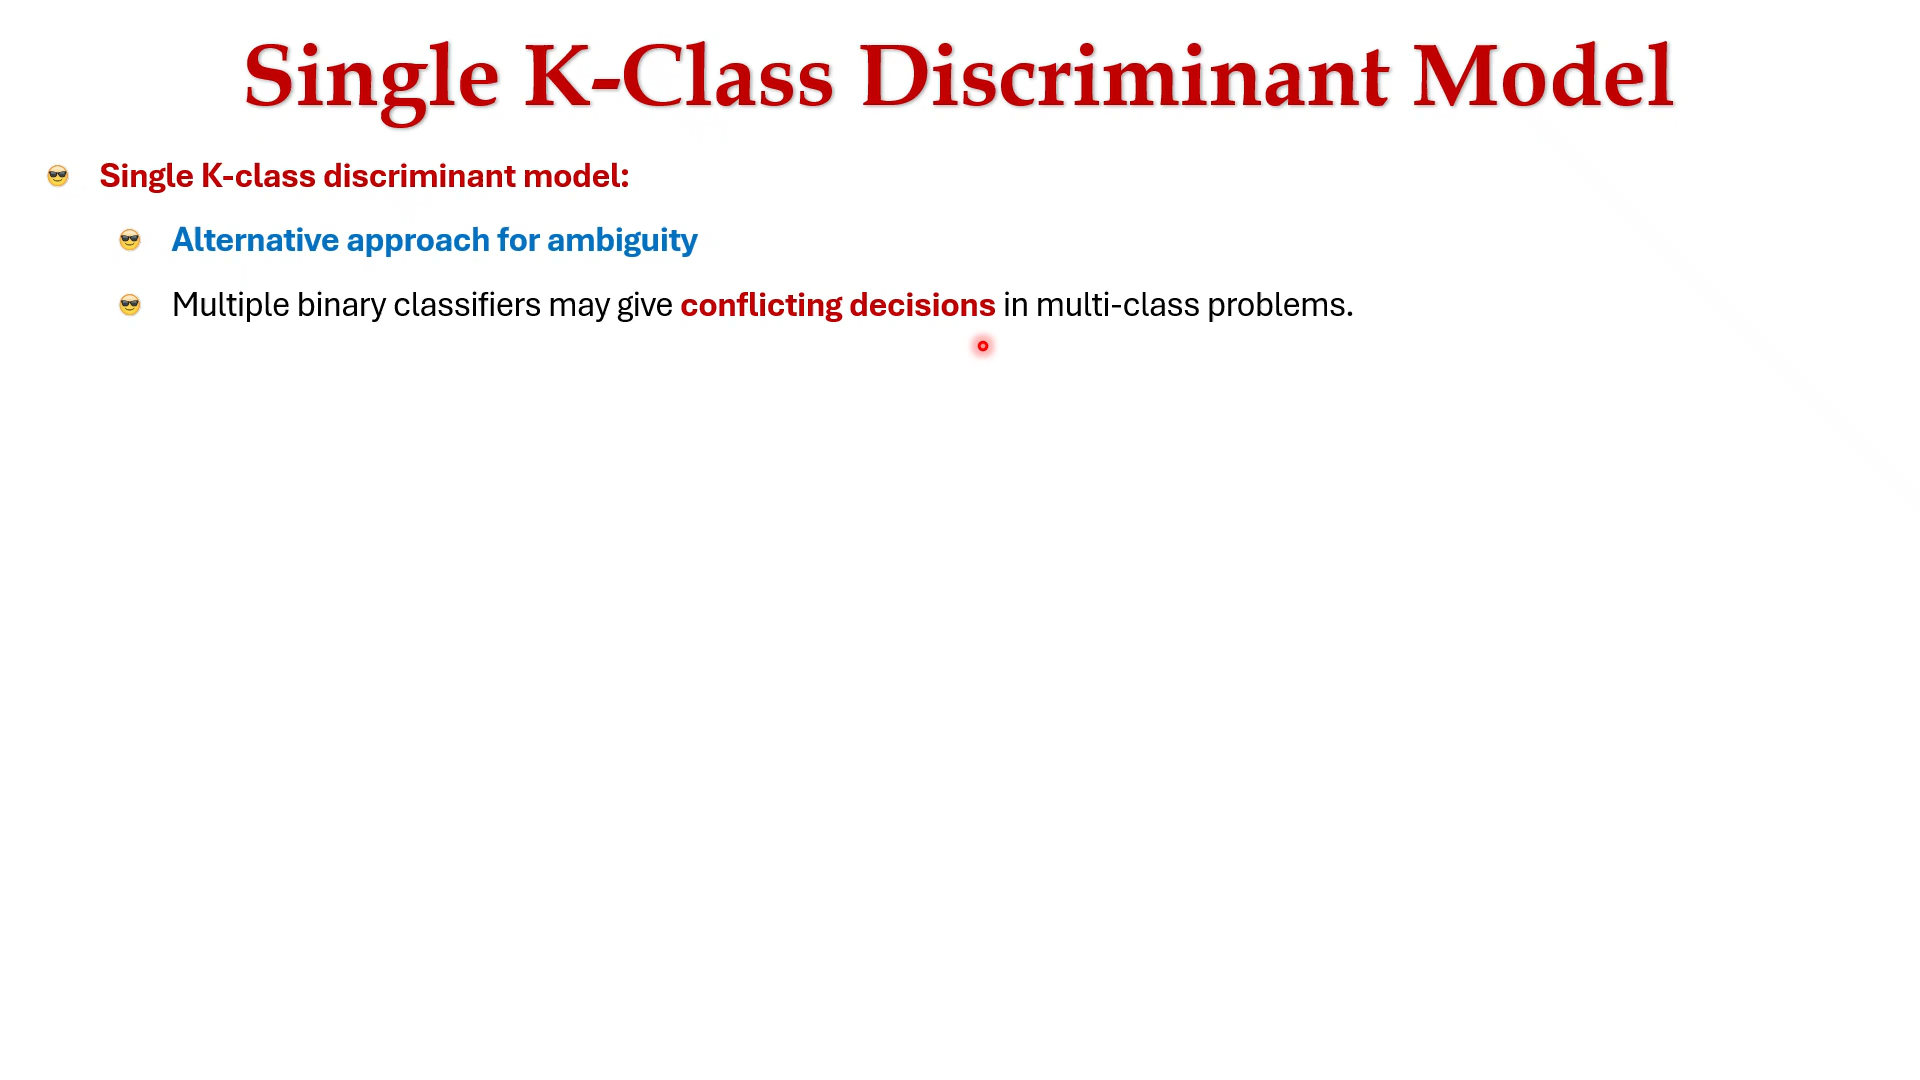 Single K-Class Discriminant Model
Single K-class discriminant model:
Alternative approach for ambiguity
Multiple binary classifiers may give conflicting decisions in multi-class problems.